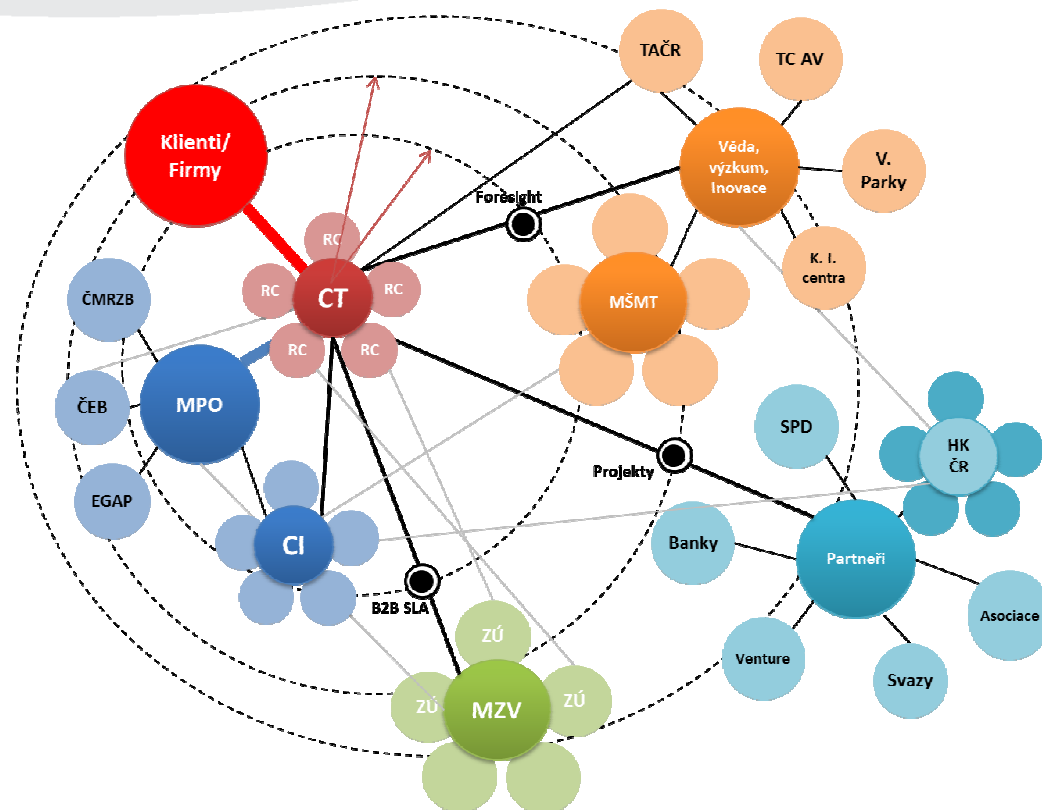 TAČR
TC AV
Klienti/
Firmy
Věda,
výzkum,
Inovace
V.
Parky
Foresight
RC
K. I.
centra
ČMRZB
RC
CT
RC
MŠMT
RC
RC
MPO
ČEB
SPD
HK
ČR
Projekty
EGAP
CI
Banky
Partneři
B2B SLA
Asociace
ZÚ
Venture
Svazy
ZÚ
MZV
ZÚ